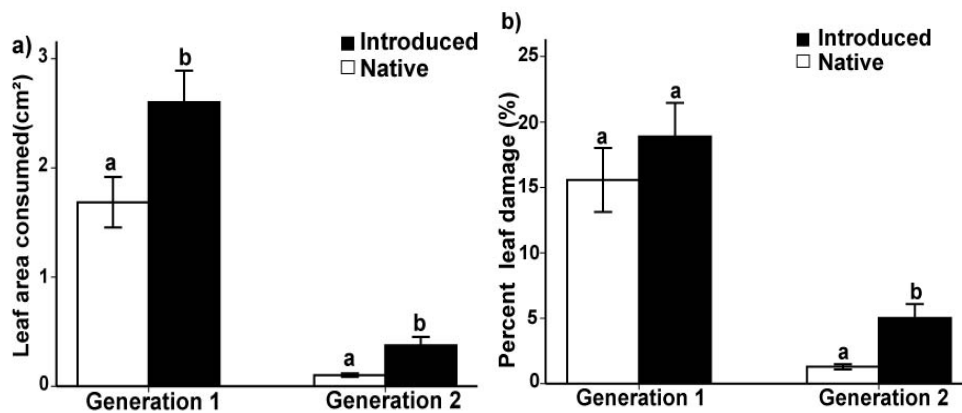 a)
Introduced
Native
Leaf area consumed(cm²)
3
2
1
0
a
b
a
b
Generation 1
Generation 2
b)
Introduced
Native
Percent leaf damage (%)
25
20
15
10
5
0
a
a
a
b
Generation 1
Generation 2